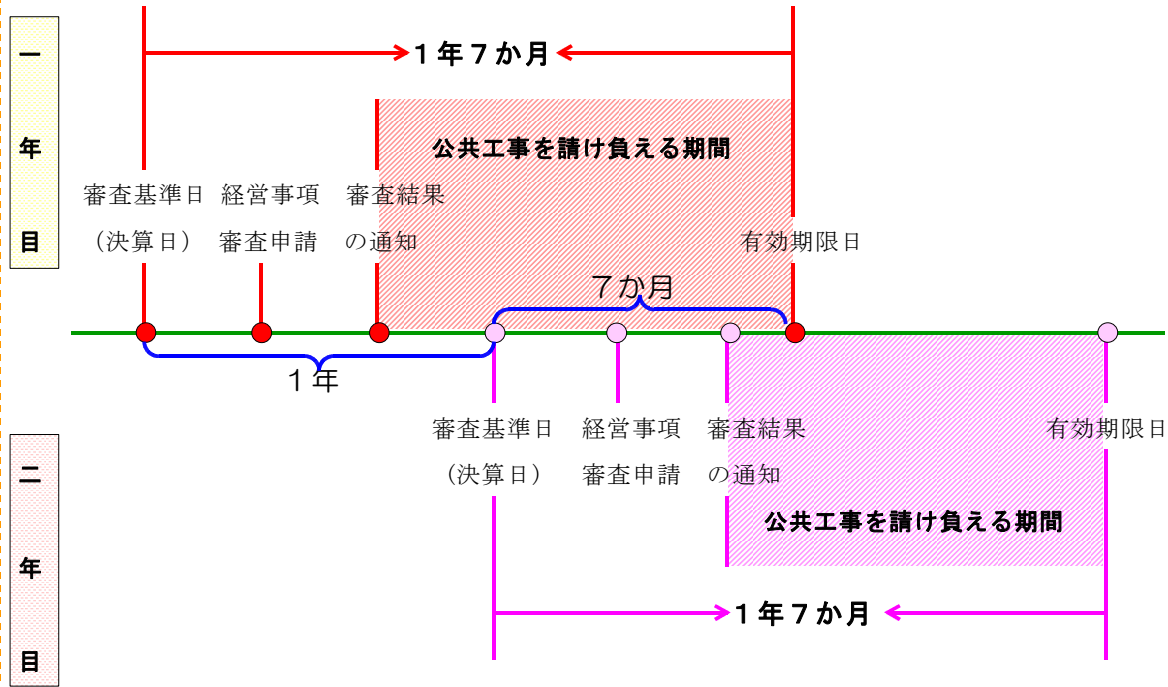 一年目
１年７か月
公共工事を請け負える期間
審査基準日
（決算日）
経営事項
審査申請
審査結果
の通知
有効期限日
７か月
１年
二年目
審査基準日
（決算日）
経営事項
審査申請
審査結果
の通知
有効期限日
公共工事を請け負える期間
１年７か月